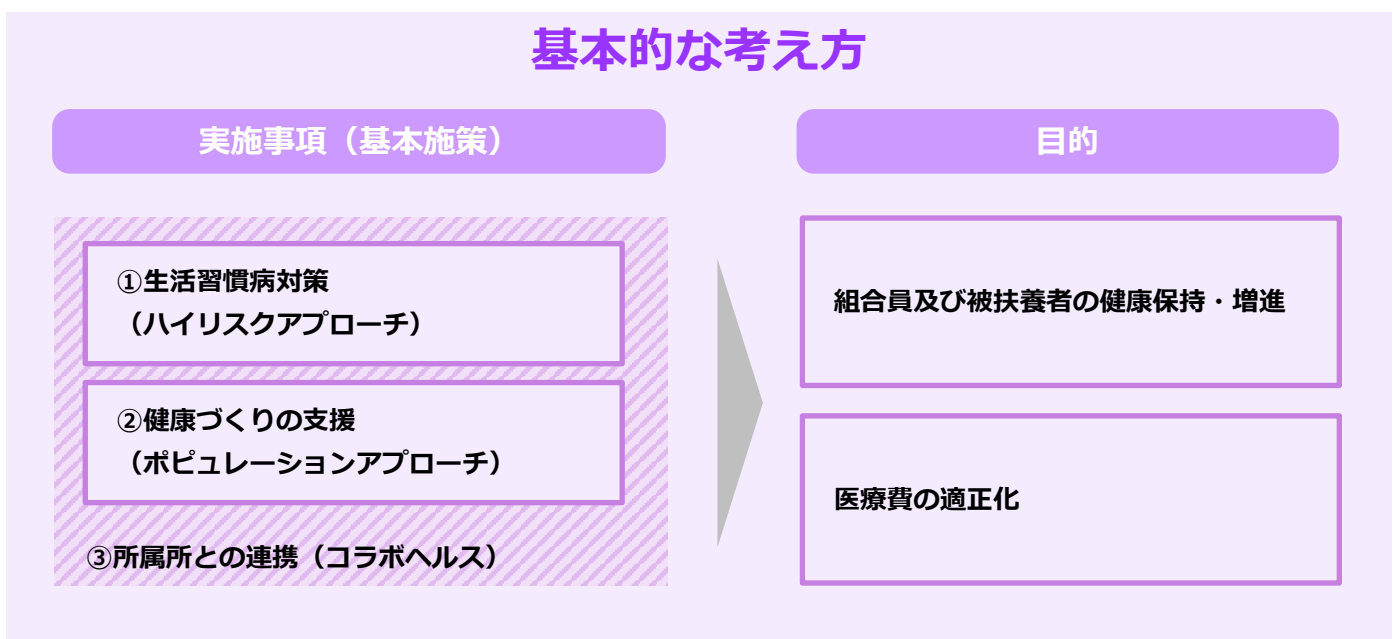 基本的な考え方
実施事項（基本施策）
①生活習慣病対策
（ハイリスクアプローチ）
②健康づくりの支援
（ポピュレーションアプローチ）
③所属所との連携（コラボヘルス）
目的
組合員及び被扶養者の健康保持・増進
医療費の適正化